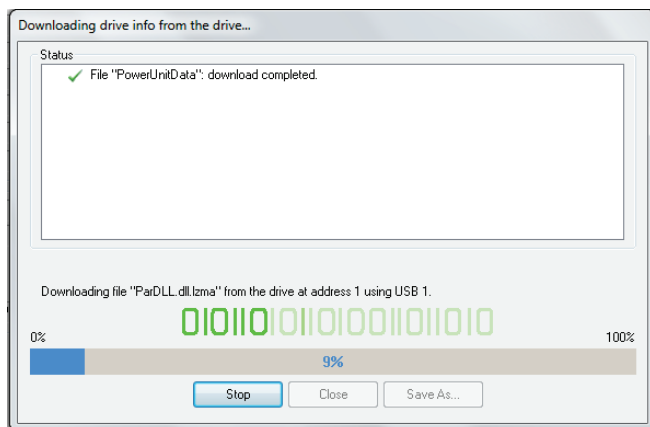 Downloading drive info from the drive...
Status
File "PowerUnitData": download completed.
Downloading file "ParDLL.dll.lzma" from the drive at address 1 using USB 1.
010110101101001101011010
0%
100%
9%
Stop
Close
Save As...